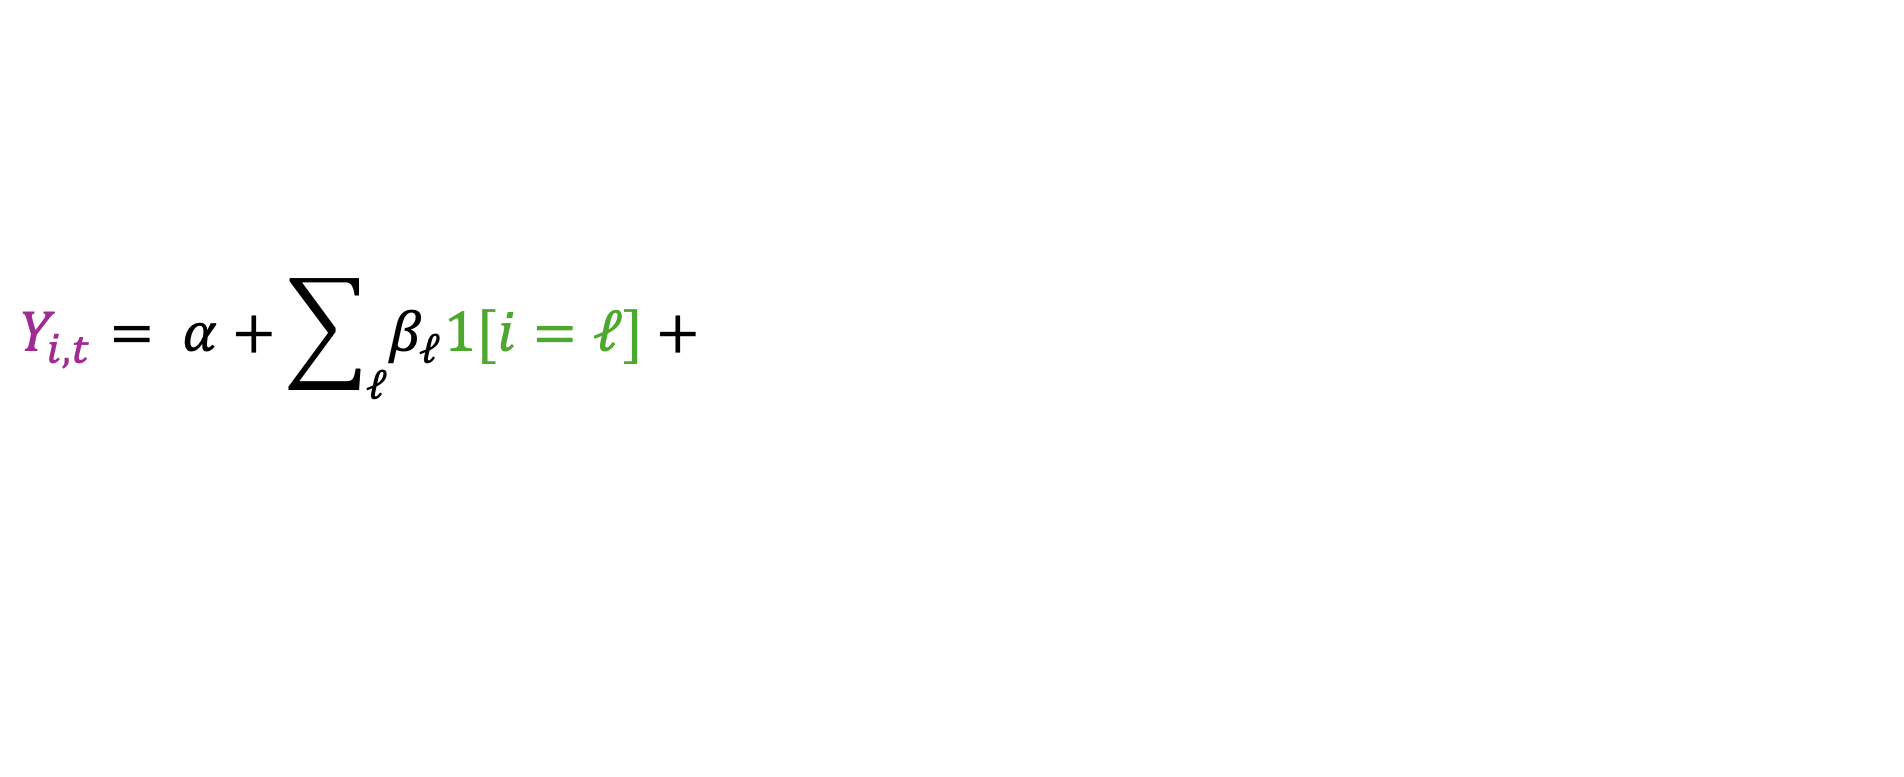 Y_{i,t} = α + ∑_ℓ β_ℓ 1[i = ℓ] +